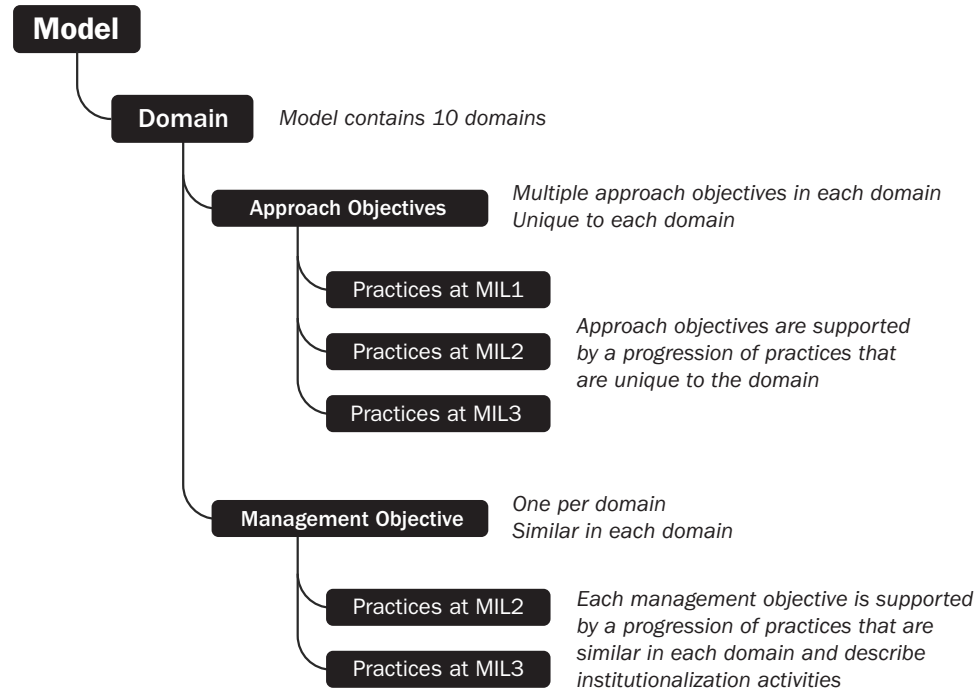 Model
Domain
Model contains 10 domains
Approach Objectives
Multiple approach objectives in each domain
Unique to each domain
Practices at MIL1
Practices at MIL2
Approach objectives are supported
by a progression of practices that
are unique to the domain
Practices at MIL3
Management Objective
One per domain
Similar in each domain
Practices at MIL2
Practices at MIL3
Each management objective is supported
by a progression of practices that are
similar in each domain and describe
institutionalization activities